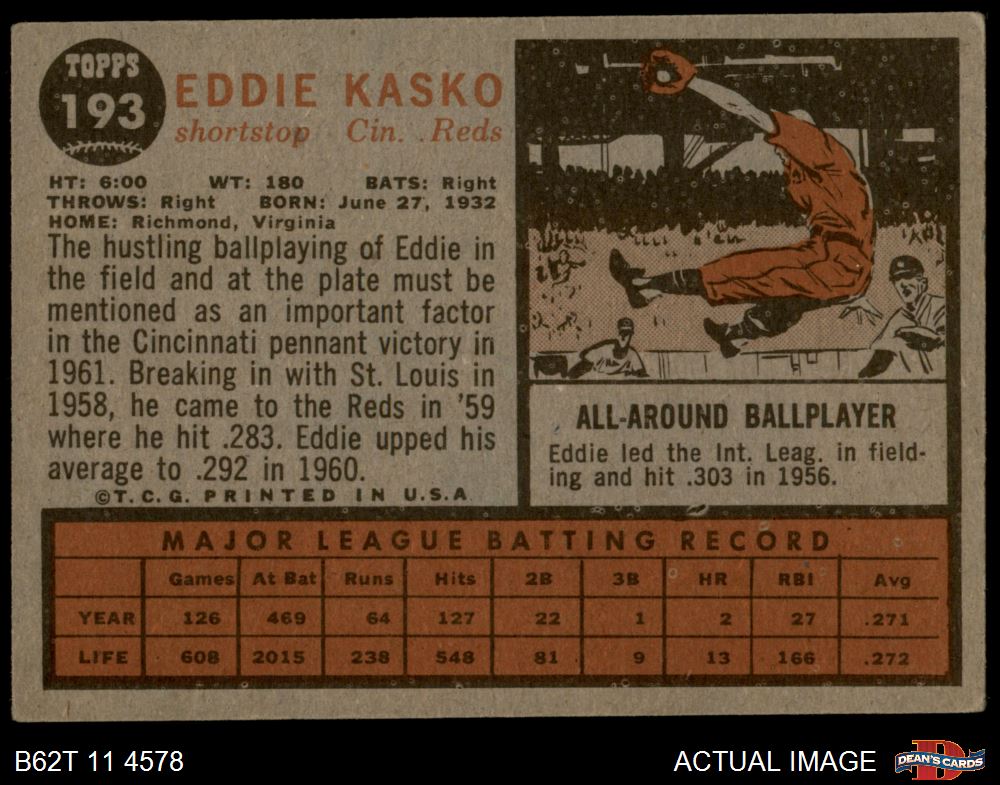 TOPPS
193
EDDIE KASKO
shortstop Cin. Reds
HT: 6:00 WT: 180 BATS: Right
THROWS: Right BORN: June 27, 1932
HOME: Richmond, Virginia
The hustling ballplaying of Eddie in
the field and at the plate must be
mentioned as an important factor
in the Cincinnati pennant victory in
1961. Breaking in with St. Louis in
1958, he came to the Reds in '59
where he hit .283. Eddie upped his
average to .292 in 1960.
©T.C.G. PRINTED IN U.S.A
ALL-AROUND BALLPLAYER
Eddie led the Int. Leag. in field-
ing and hit .303 in 1956.
MAJOR LEAGUE BATTING RECORD
Games At Bat Runs Hits 2B 3B HR RBI Avg
YEAR 126 469 64 127 22 1 2 27 .271
LIFE 608 2015 238 548 81 9 13 166 .272
B62T 11 4578
ACTUAL IMAGE
DEAN'S CARDS